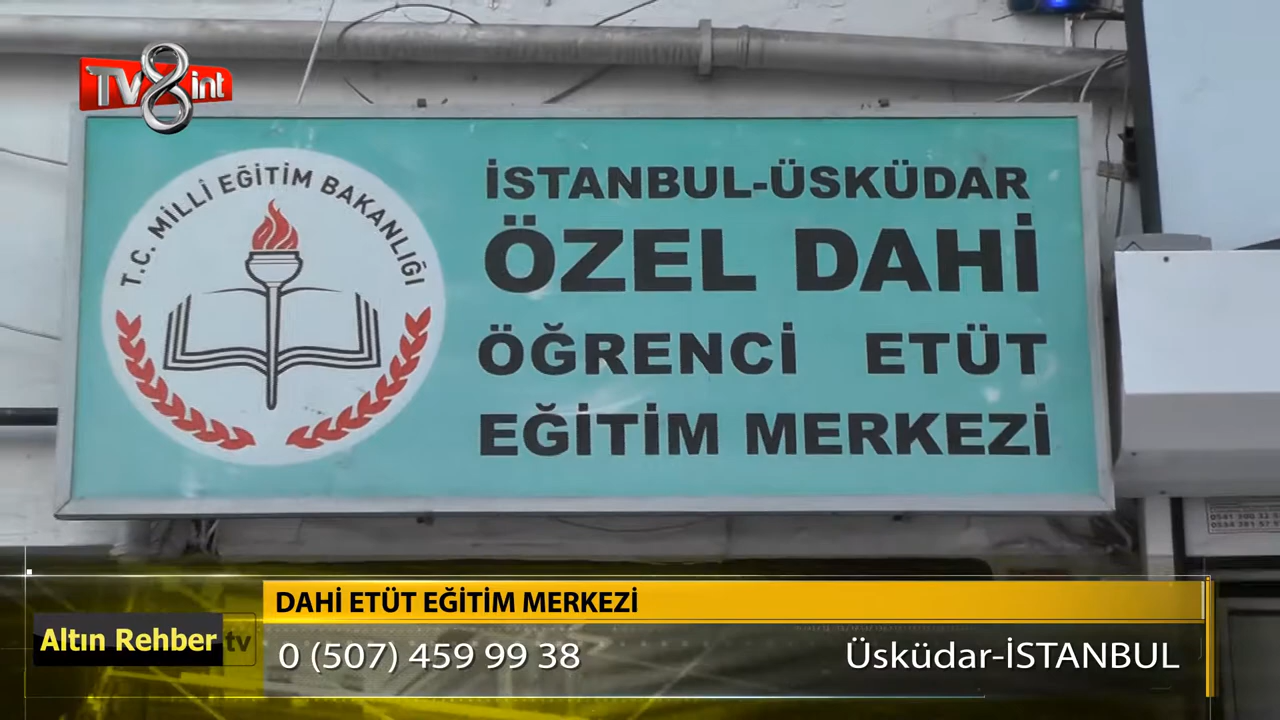 TV8int
T.C. MİLLÎ EĞİTİM BAKANLIĞI
İSTANBUL-ÜSKÜDAR
ÖZEL DAHİ
ÖĞRENCİ ETÜT
EĞİTİM MERKEZİ
DAHİ ETÜT EĞİTİM MERKEZİ
Altın Rehber tv
0 (507) 459 99 38
Üsküdar-İSTANBUL